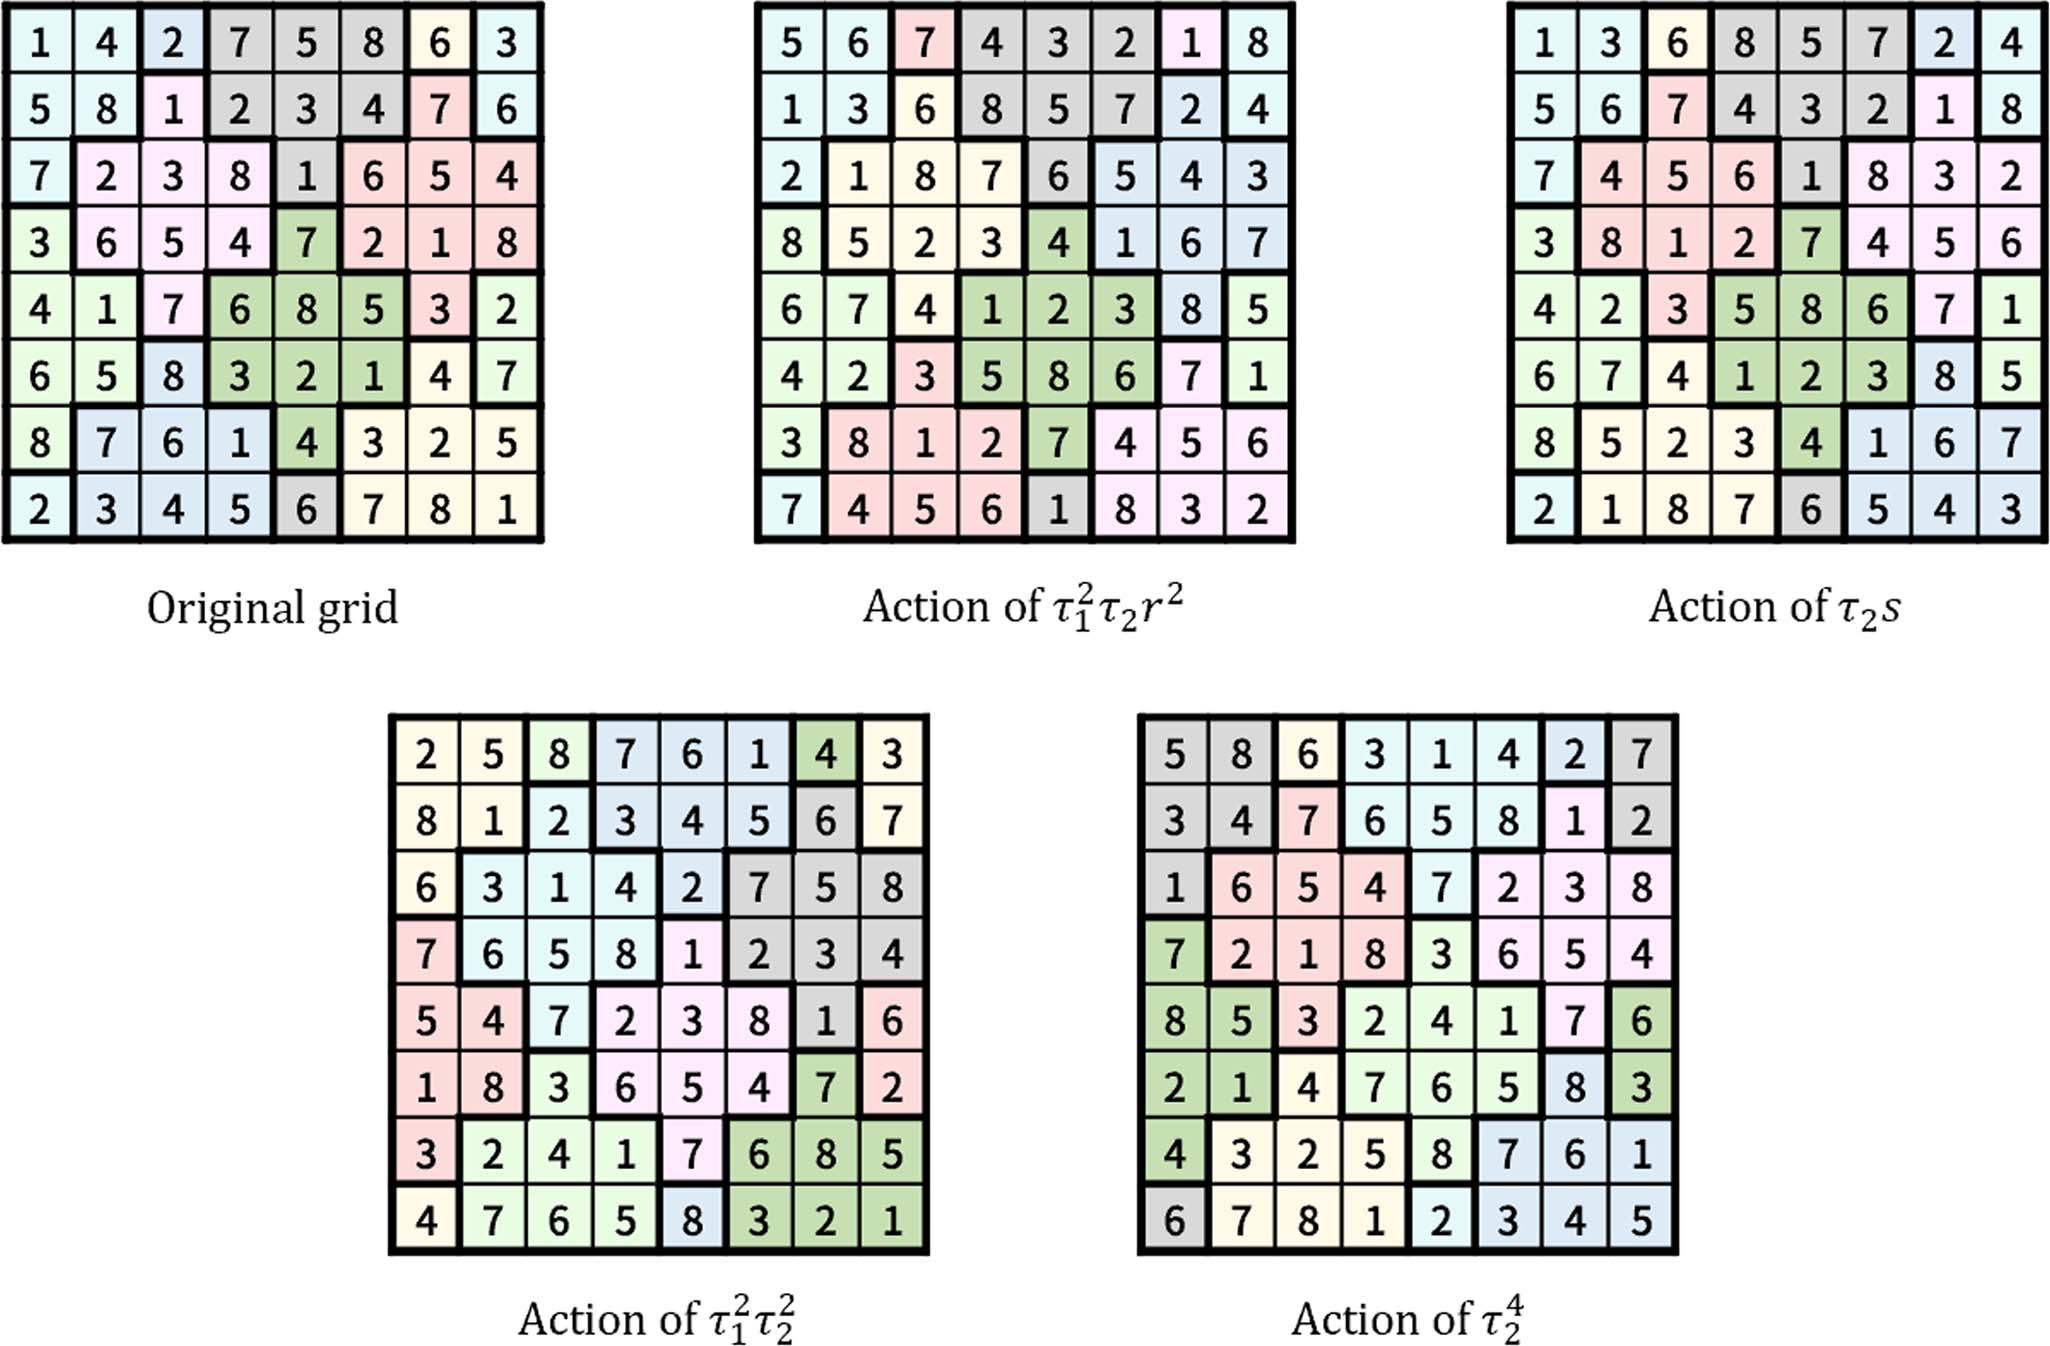 1 4 2 7 5 8 6 3
5 8 1 2 3 4 7 6
7 2 3 8 1 6 5 4
3 6 5 4 7 2 1 8
4 1 7 6 8 5 3 2
6 5 8 3 2 1 4 7
8 7 6 1 4 3 2 5
2 3 4 5 6 7 8 1
Original grid
5 6 7 4 3 2 1 8
1 3 6 8 5 7 2 4
2 1 8 7 6 5 4 3
8 5 2 3 4 1 6 7
6 7 4 1 2 3 8 5
4 2 3 5 8 6 7 1
3 8 1 2 7 4 5 6
7 4 5 6 1 8 3 2
Action of τ₁²τ₂r²
1 3 6 8 5 7 2 4
5 6 7 4 3 2 1 8
7 4 5 6 1 8 3 2
3 8 1 2 7 4 5 6
4 2 3 5 8 6 7 1
6 7 4 1 2 3 8 5
8 5 2 3 4 1 6 7
2 1 8 7 6 5 4 3
Action of τ₂s
2 5 8 7 6 1 4 3
8 1 2 3 4 5 6 7
6 3 1 4 2 7 5 8
7 6 5 8 1 2 3 4
5 4 7 2 3 8 1 6
1 8 3 6 5 4 7 2
3 2 4 1 7 6 8 5
4 7 6 5 8 3 2 1
Action of τ₁²τ₂²
5 8 6 3 1 4 2 7
3 4 7 6 5 8 1 2
1 6 5 4 7 2 3 8
7 2 1 8 3 6 5 4
8 5 3 2 4 1 7 6
2 1 4 7 6 5 8 3
4 3 2 5 8 7 6 1
6 7 8 1 2 3 4 5
Action of τ₂⁴